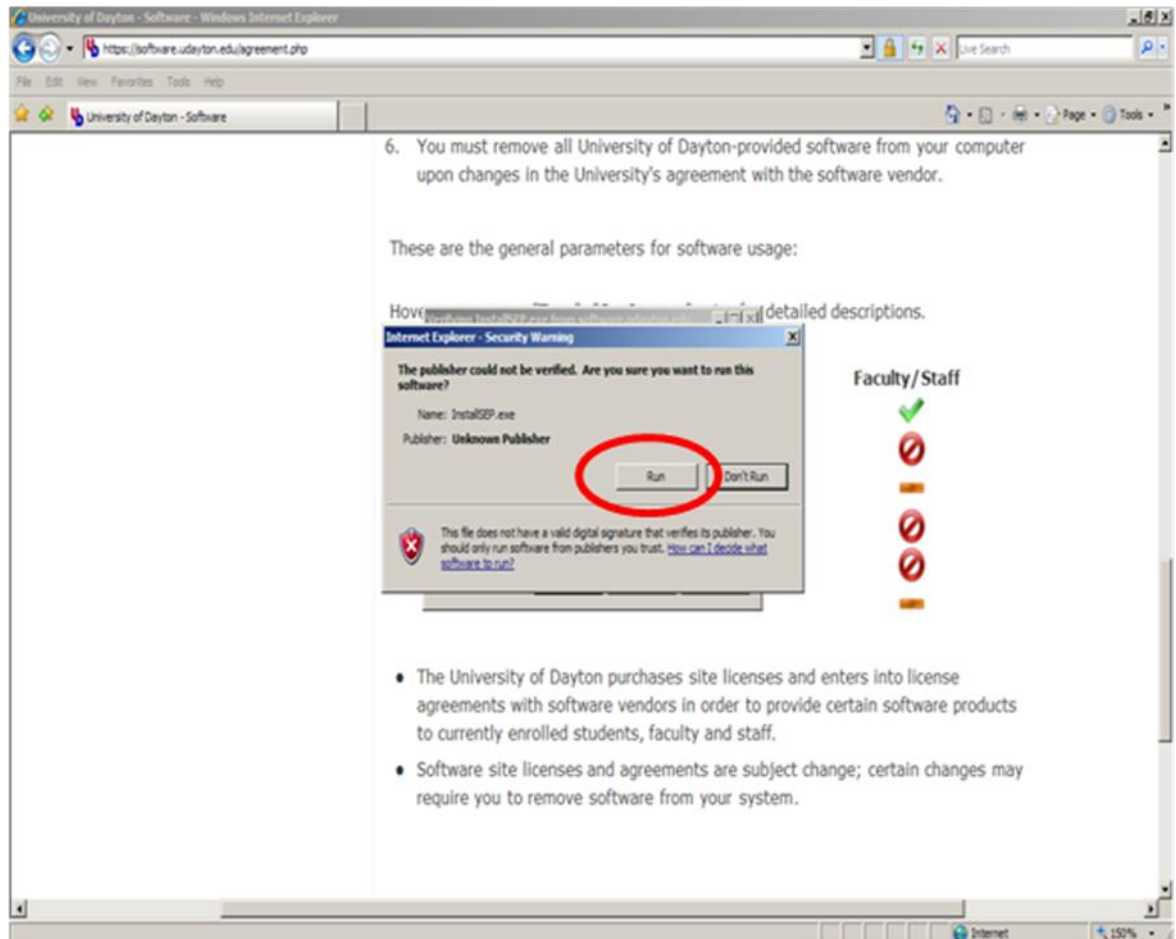 University of Dayton - Software - Windows Internet Explorer
https://software.udayton.edu/agreement.php
Live Search
File Edit View Favorites Tools Help
University of Dayton - Software
Page
Tools
6. You must remove all University of Dayton-provided software from your computer
upon changes in the University's agreement with the software vendor.
These are the general parameters for software usage:
detailed descriptions.
Internet Explorer - Security Warning
The publisher could not be verified. Are you sure you want to run this
software?
Name: InstallSEP.exe
Publisher: Unknown Publisher
Run
Don't Run
This file does not have a valid digital signature that verifies its publisher. You
should only run software from publishers you trust. How can I decide what
software to run?
Faculty/Staff
• The University of Dayton purchases site licenses and enters into license
agreements with software vendors in order to provide certain software products
to currently enrolled students, faculty and staff.
• Software site licenses and agreements are subject change; certain changes may
require you to remove software from your system.
Internet
150%